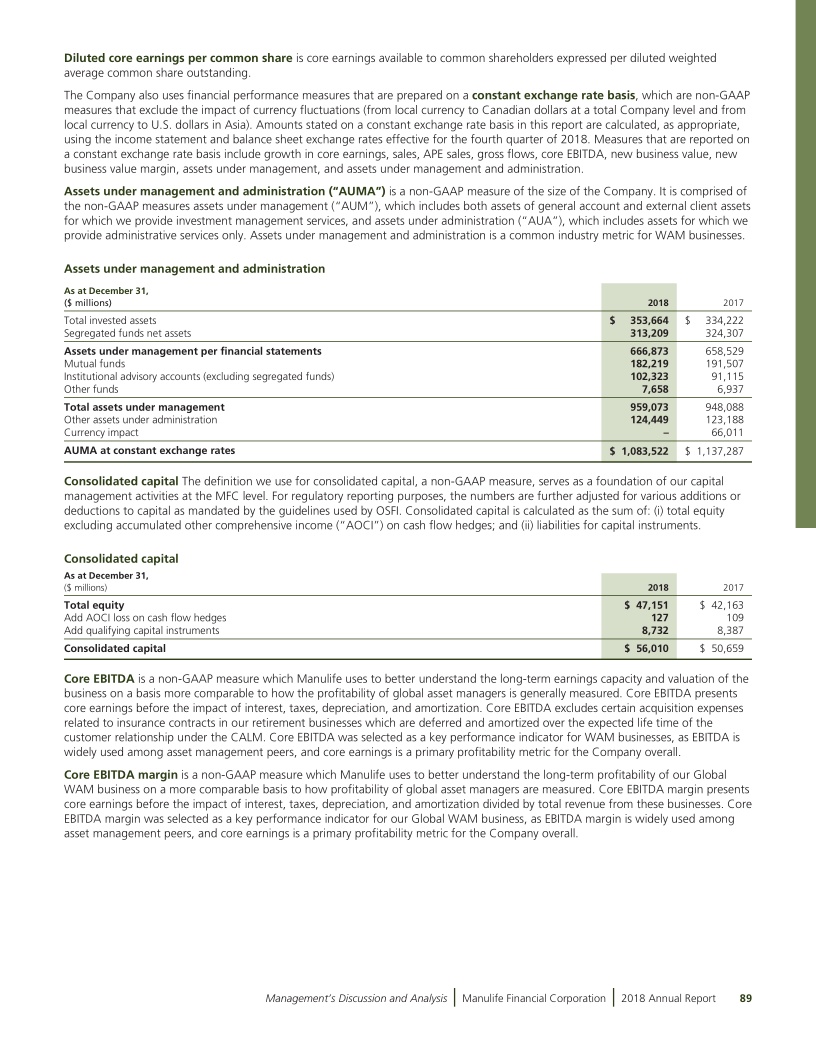 Diluted core earnings per common share is core earnings available to common shareholders expressed per diluted weighted
average common share outstanding.
The Company also uses financial performance measures that are prepared on a constant exchange rate basis, which are non-GAAP
measures that exclude the impact of currency fluctuations (from local currency to Canadian dollars at a total Company level and from
local currency to U.S. dollars in Asia). Amounts stated on a constant exchange rate basis in this report are calculated, as appropriate,
using the income statement and balance sheet exchange rates effective for the fourth quarter of 2018. Measures that are reported on
a constant exchange rate basis include growth in core earnings, sales, APE sales, gross flows, core EBITDA, new business value, new
business value margin, assets under management, and assets under management and administration.
Assets under management and administration ("AUMA") is a non-GAAP measure of the size of the Company. It is comprised of
the non-GAAP measures assets under management ("AUM"), which includes both assets of general account and external client assets
for which we provide investment management services, and assets under administration ("AUA"), which includes assets for which we
provide administrative services only. Assets under management and administration is a common industry metric for WAM businesses.
Assets under management and administration
As at December 31,
($ millions) 2018 2017
Total invested assets $ 353,664 $ 334,222
Segregated funds net assets 313,209 324,307
Assets under management per financial statements 666,873 658,529
Mutual funds 182,219 191,507
Institutional advisory accounts (excluding segregated funds) 102,323 91,115
Other funds 7,658 6,937
Total assets under management 959,073 948,088
Other assets under administration 124,449 123,188
Currency impact – 66,011
AUMA at constant exchange rates $ 1,083,522 $ 1,137,287
Consolidated capital The definition we use for consolidated capital, a non-GAAP measure, serves as a foundation of our capital
management activities at the MFC level. For regulatory reporting purposes, the numbers are further adjusted for various additions or
deductions to capital as mandated by the guidelines used by OSFI. Consolidated capital is calculated as the sum of: (i) total equity
excluding accumulated other comprehensive income ("AOCI") on cash flow hedges; and (ii) liabilities for capital instruments.
Consolidated capital
As at December 31,
($ millions) 2018 2017
Total equity $ 47,151 $ 42,163
Add AOCI loss on cash flow hedges 127 109
Add qualifying capital instruments 8,732 8,387
Consolidated capital $ 56,010 $ 50,659
Core EBITDA is a non-GAAP measure which Manulife uses to better understand the long-term earnings capacity and valuation of the
business on a basis more comparable to how the profitability of global asset managers is generally measured. Core EBITDA presents
core earnings before the impact of interest, taxes, depreciation, and amortization. Core EBITDA excludes certain acquisition expenses
related to insurance contracts in our retirement businesses which are deferred and amortized over the expected life time of the
customer relationship under the CALM. Core EBITDA was selected as a key performance indicator for WAM businesses, as EBITDA is
widely used among asset management peers, and core earnings is a primary profitability metric for the Company overall.
Core EBITDA margin is a non-GAAP measure which Manulife uses to better understand the long-term profitability of our Global
WAM business on a more comparable basis to how profitability of global asset managers are measured. Core EBITDA margin presents
core earnings before the impact of interest, taxes, depreciation, and amortization divided by total revenue from these businesses. Core
EBITDA margin was selected as a key performance indicator for our Global WAM business, as EBITDA margin is widely used among
asset management peers, and core earnings is a primary profitability metric for the Company overall.
Management's Discussion and Analysis | Manulife Financial Corporation | 2018 Annual Report 89